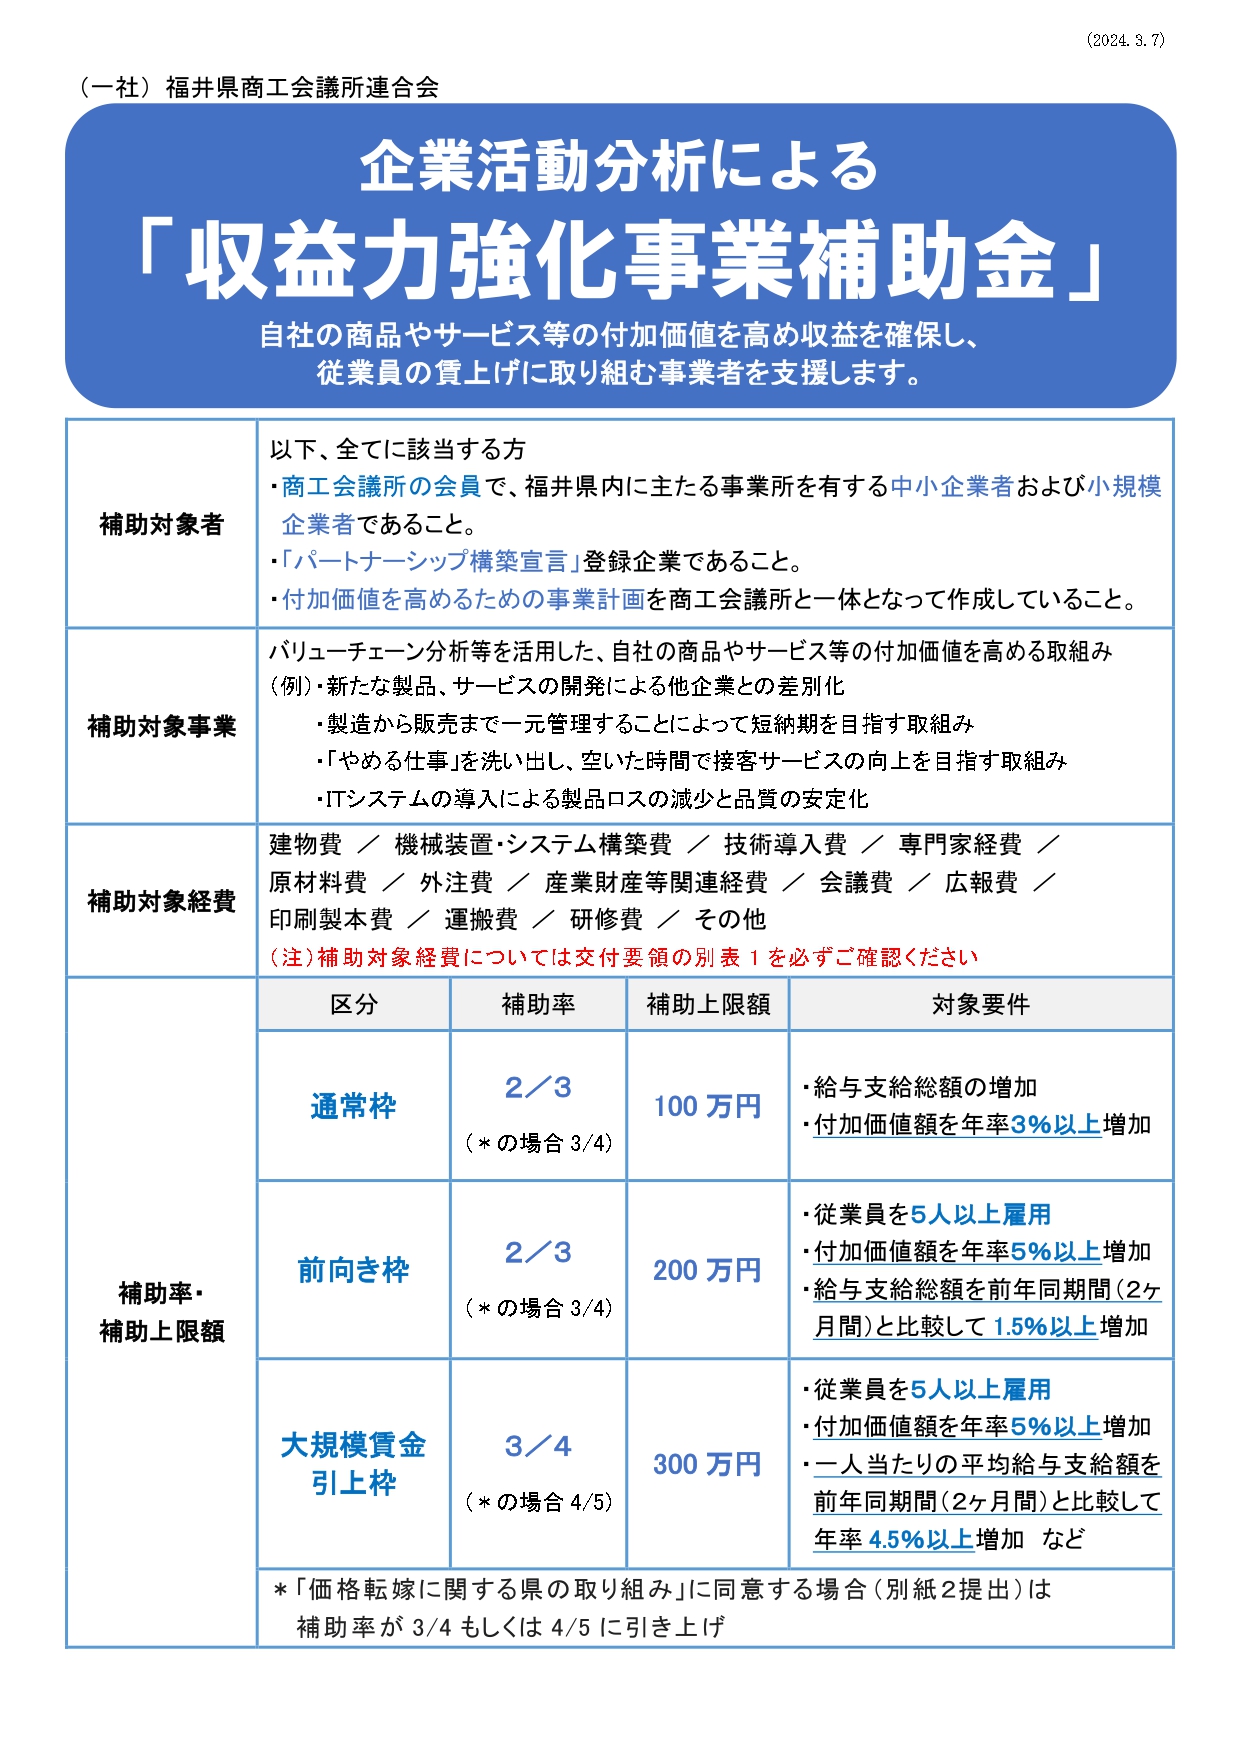 （2024.3.7）
（一社）福井県商工会議所連合会
企業活動分析による
「収益力強化事業補助金」
自社の商品やサービス等の付加価値を高め収益を確保し、
従業員の賃上げに取り組む事業者を支援します。
補助対象者
以下、全てに該当する方
・商工会議所の会員で、福井県内に主たる事業所を有する中小企業者および小規模
企業者であること。
・「パートナーシップ構築宣言」登録企業であること。
・付加価値を高めるための事業計画を商工会議所と一体となって作成していること。
補助対象事業
バリューチェーン分析等を活用した、自社の商品やサービス等の付加価値を高める取組み
（例）・新たな製品、サービスの開発による他企業との差別化
・製造から販売まで一元管理することによって短納期を目指す取組み
・「やめる仕事」を洗い出し、空いた時間で接客サービスの向上を目指す取組み
・ITシステムの導入による製品ロスの減少と品質の安定化
補助対象経費
建物費 ／ 機械装置・システム構築費 ／ 技術導入費 ／ 専門家経費 ／
原材料費 ／ 外注費 ／ 産業財産等関連経費 ／ 会議費 ／ 広報費 ／
印刷製本費 ／ 運搬費 ／ 研修費 ／ その他
（注）補助対象経費については交付要領の別表 1 を必ずご確認ください
補助率・
補助上限額
区分 補助率 補助上限額 対象要件
通常枠
２／３
（＊の場合 3/4）
100 万円
・給与支給総額の増加
・付加価値額を年率３％以上増加
前向き枠
２／３
（＊の場合 3/4）
200 万円
・従業員を５人以上雇用
・付加価値額を年率５％以上増加
・給与支給総額を前年同期間（２ヶ
月間）と比較して 1.5％以上増加
大規模賃金
引上枠
３／４
（＊の場合 4/5）
300 万円
・従業員を５人以上雇用
・付加価値額を年率５％以上増加
・一人当たりの平均給与支給額を
前年同期間（２ヶ月間）と比較して
年率 4.5％以上増加 など
＊「価格転嫁に関する県の取り組み」に同意する場合（別紙２提出）は
補助率が 3/4 もしくは 4/5 に引き上げ